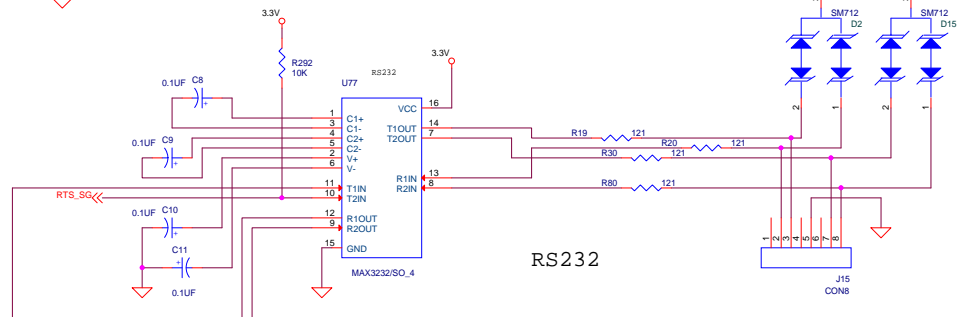 SM712
SM712
D2
D15
3.3V
3.3V
R292
10K
RS232
U77
C8
0.1UF
+
VCC
16
1
C1+
3
C1-
4
C2+
5
C2-
2
V+
6
V-
T1OUT
14
T2OUT
7
R19
121
R20
121
R30
121
2
1
2
1
C9
0.1UF
+
R1IN
13
R2IN
8
R80
121
11
T1IN
10
T2IN
RTS_SG
12
R1OUT
9
R2OUT
15
GND
C10
0.1UF
+
C11
+
0.1UF
MAX3232/SO_4
RS232
1
2
3
4
5
6
7
8
J15
CON8